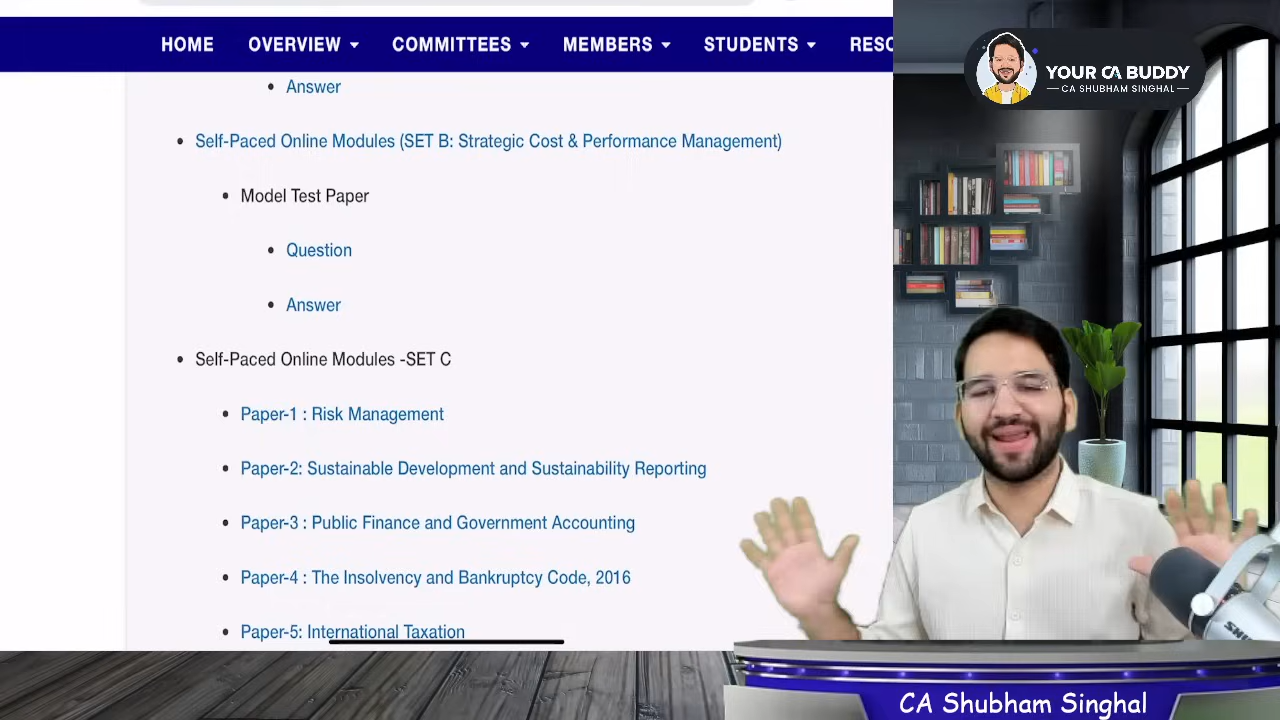 HOME OVERVIEW COMMITTEES MEMBERS STUDENTS RESC
YOUR CA BUDDY
CA SHUBHAM SINGHAL
Answer
Self-Paced Online Modules (SET B: Strategic Cost & Performance Management)
Model Test Paper
Question
Answer
Self-Paced Online Modules -SET C
Paper-1 : Risk Management
Paper-2: Sustainable Development and Sustainability Reporting
Paper-3 : Public Finance and Government Accounting
Paper-4 : The Insolvency and Bankruptcy Code, 2016
Paper-5: International Taxation
CA Shubham Singhal